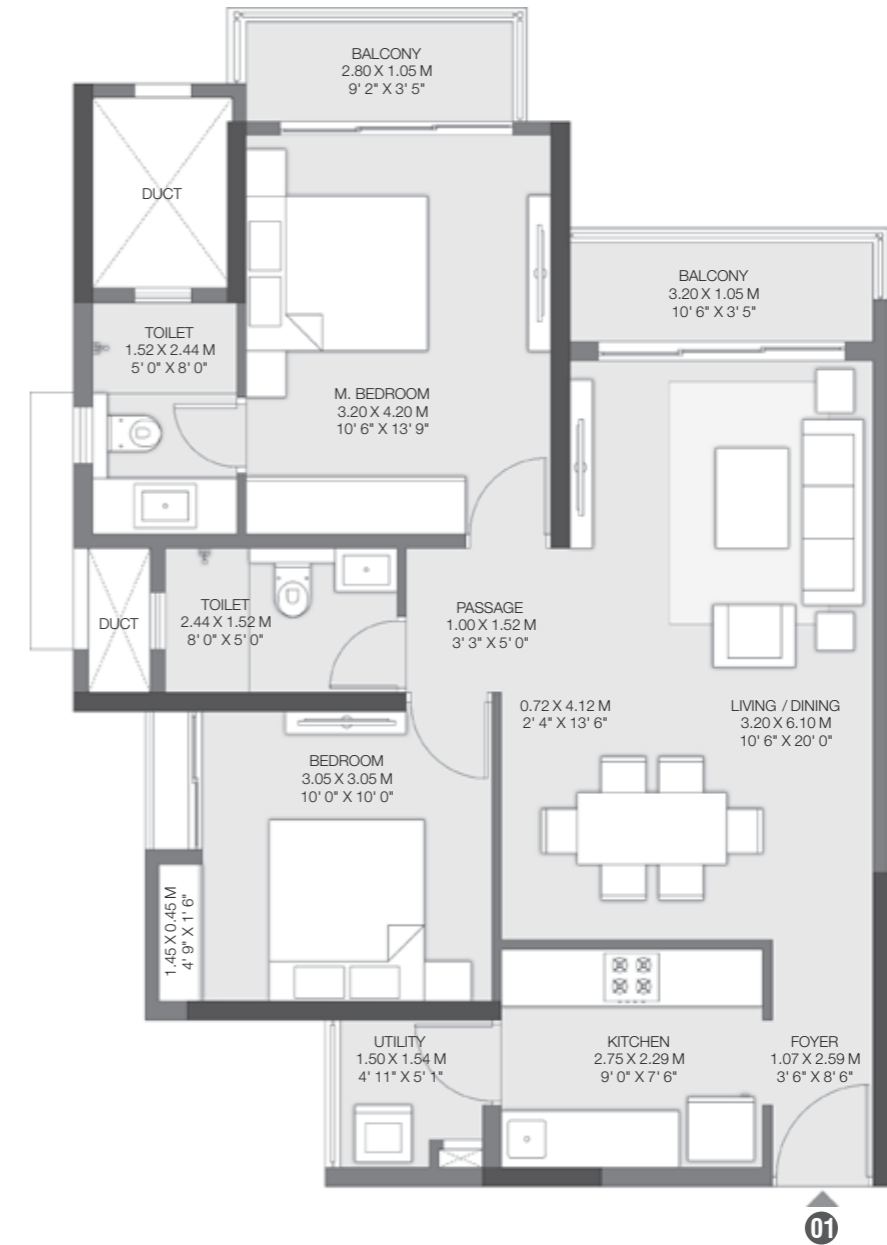 BALCONY
2.80 X 1.05 M
9' 2" X 3' 5"
DUCT
BALCONY
3.20 X 1.05 M
10' 6" X 3' 5"
TOILET
1.52 X 2.44 M
5' 0" X 8' 0"
M. BEDROOM
3.20 X 4.20 M
10' 6" X 13' 9"
DUCT
TOILET
2.44 X 1.52 M
8' 0" X 5' 0"
PASSAGE
1.00 X 1.52 M
3' 3" X 5' 0"
0.72 X 4.12 M
2' 4" X 13' 6"
LIVING / DINING
3.20 X 6.10 M
10' 6" X 20' 0"
BEDROOM
3.05 X 3.05 M
10' 0" X 10' 0"
1.45 X 0.45 M
4' 9" X 1' 6"
UTILITY
1.50 X 1.54 M
4' 11" X 5' 1"
KITCHEN
2.75 X 2.29 M
9' 0" X 7' 6"
FOYER
1.07 X 2.59 M
3' 6" X 8' 6"
01